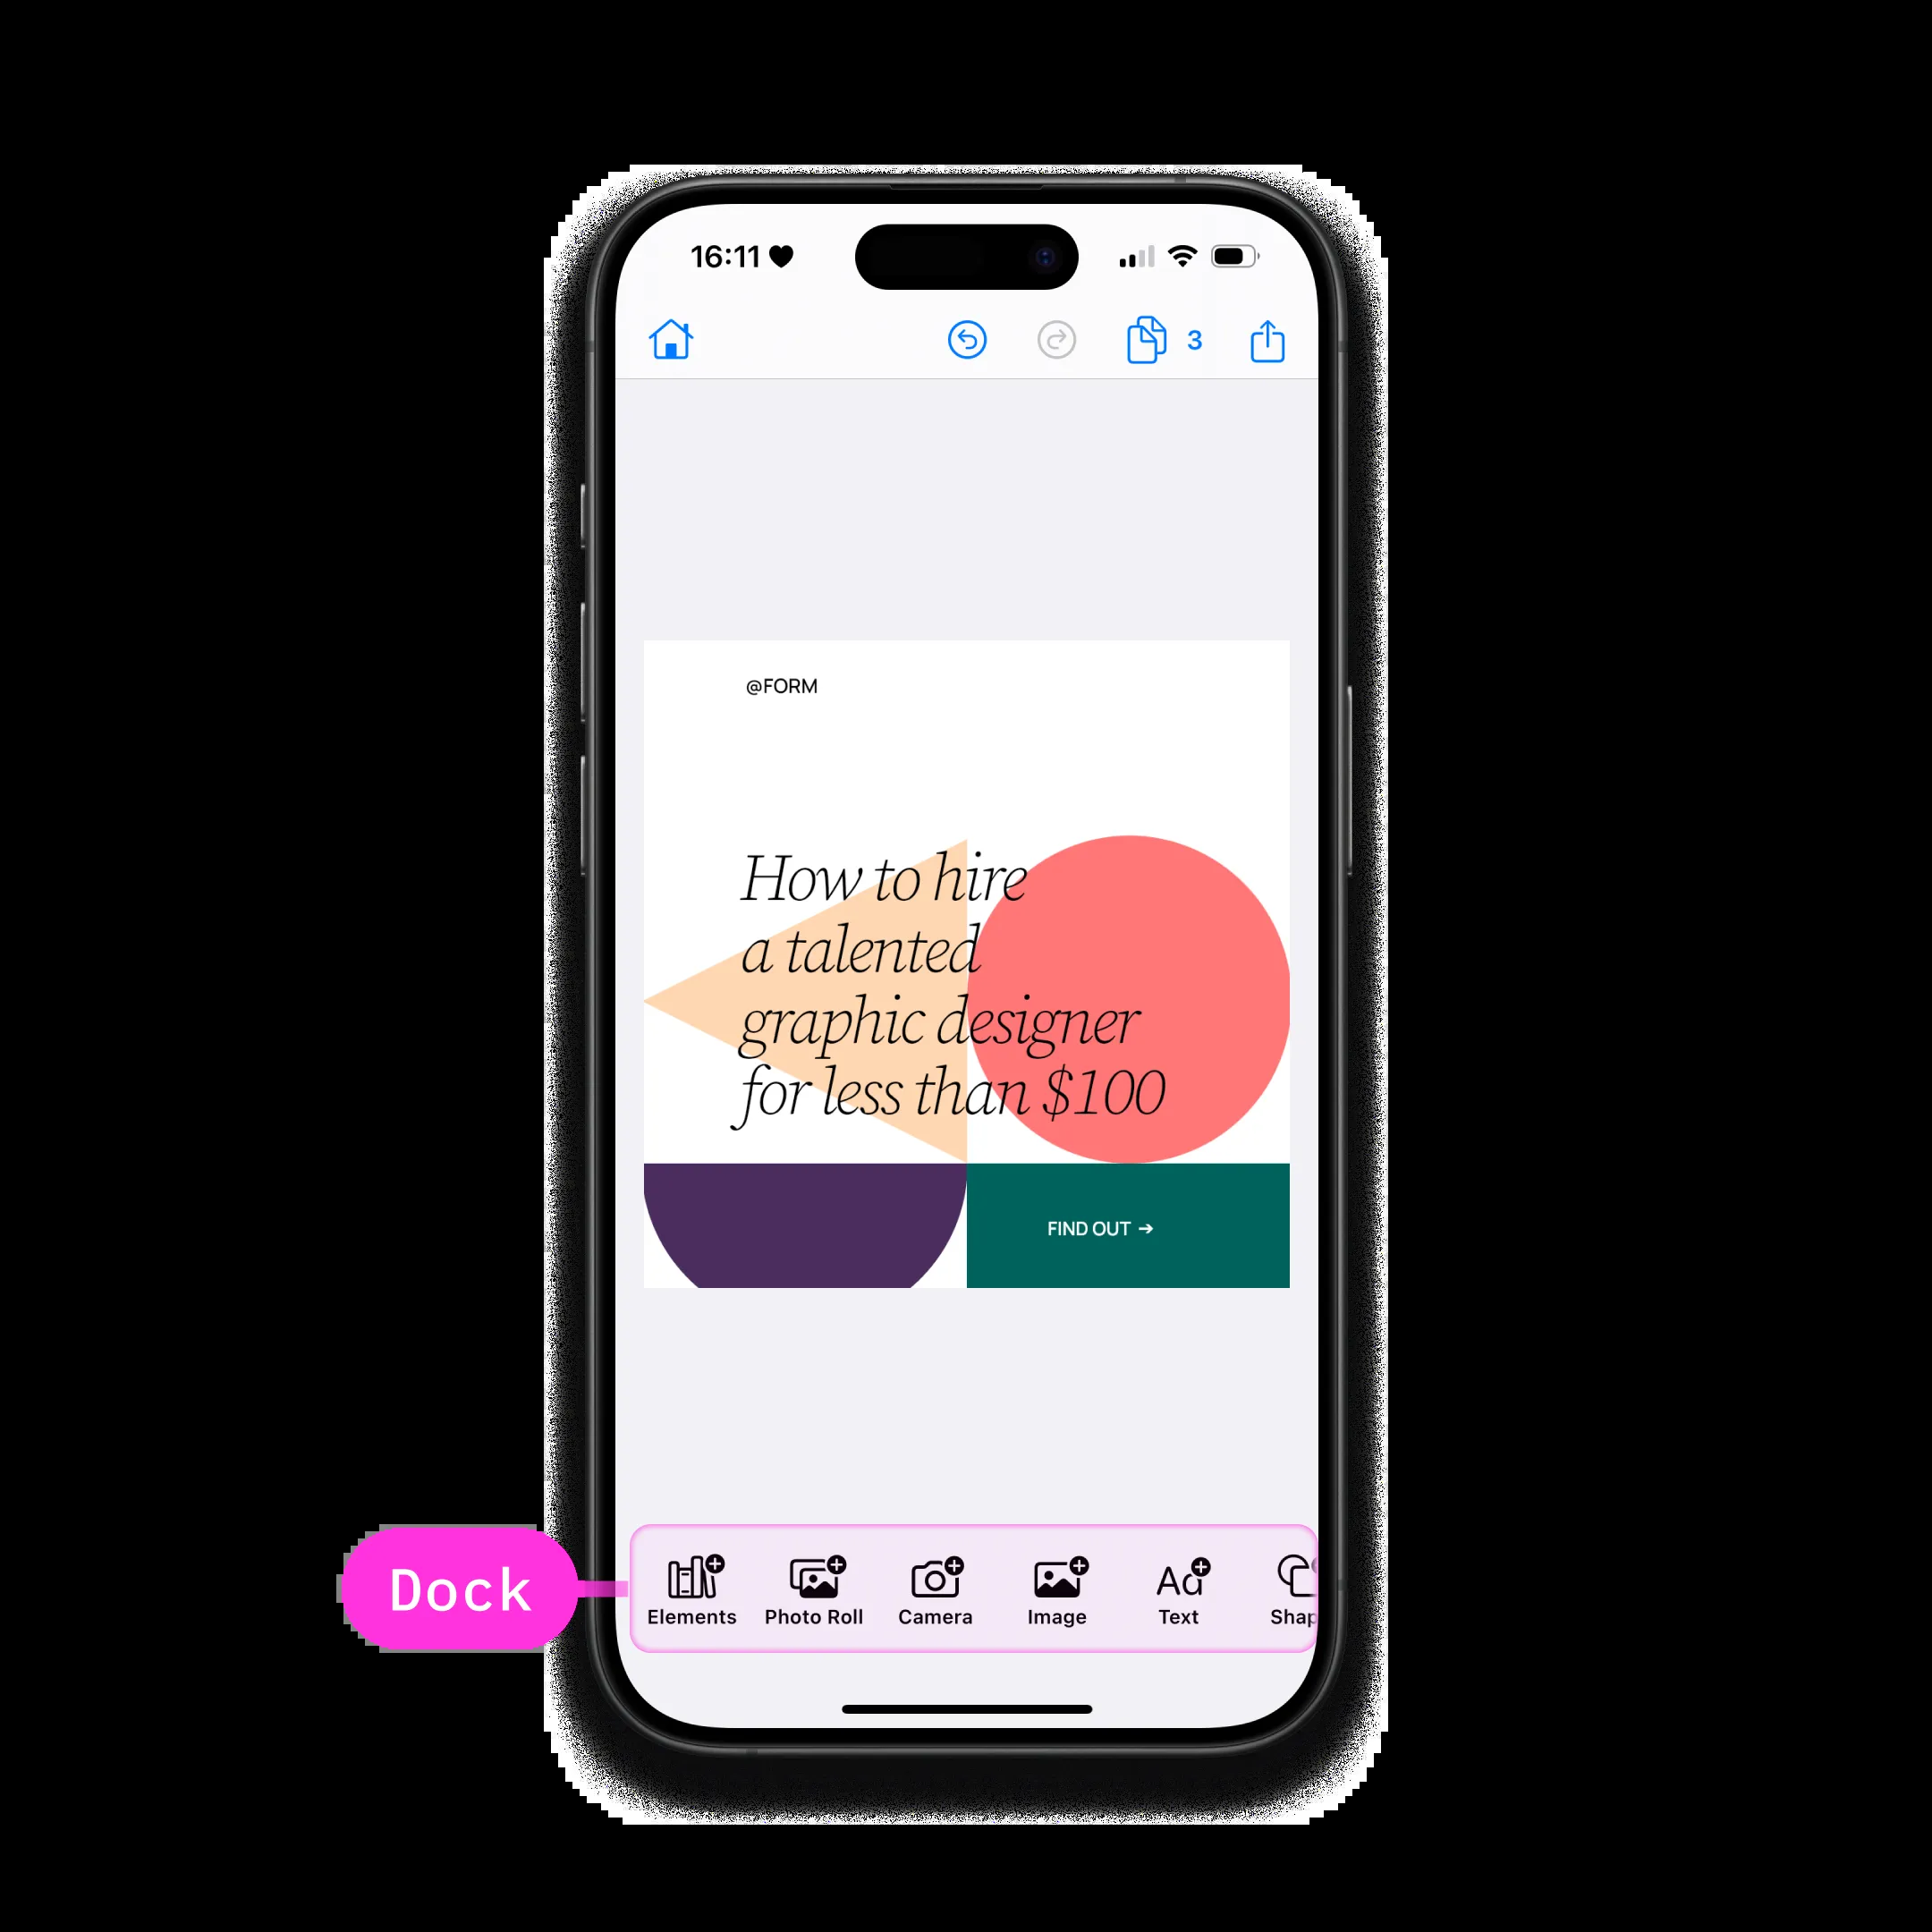 16:11
3
@FORM
How to hire
a talented
graphic designer
for less than $100
FIND OUT →
Dock
Elements
Photo Roll
Camera
Image
Text
Shap